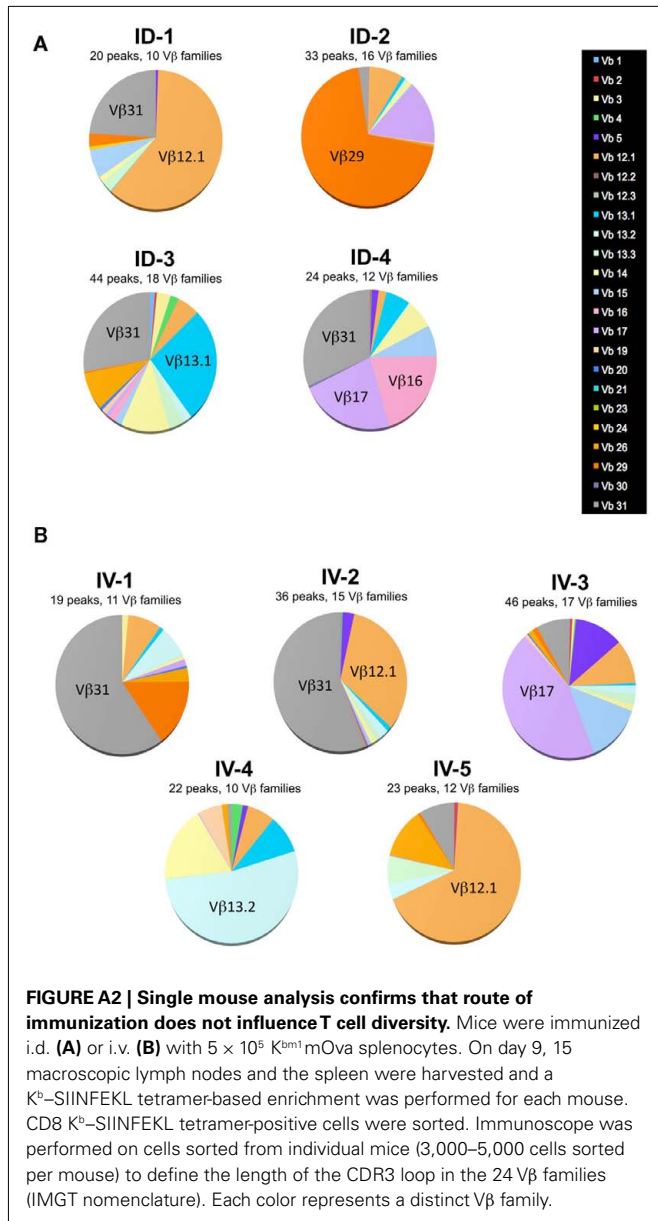 A
ID-1
20 peaks, 10 Vβ families
Vβ31
Vβ12.1
ID-2
33 peaks, 16 Vβ families
Vβ29
ID-3
44 peaks, 18 Vβ families
Vβ31
Vβ13.1
ID-4
24 peaks, 12 Vβ families
Vβ31
Vβ16
Vβ17
Vb 1
Vb 2
Vb 3
Vb 4
Vb 5
Vb 12.1
Vb 12.2
Vb 12.3
Vb 13.1
Vb 13.2
Vb 13.3
Vb 14
Vb 15
Vb 16
Vb 17
Vb 19
Vb 20
Vb 21
Vb 23
Vb 24
Vb 26
Vb 29
Vb 30
Vb 31
B
IV-1
19 peaks, 11 Vβ families
Vβ31
IV-2
36 peaks, 15 Vβ families
Vβ12.1
Vβ31
IV-3
46 peaks, 17 Vβ families
Vβ17
IV-4
22 peaks, 10 Vβ families
Vβ13.2
IV-5
23 peaks, 12 Vβ families
Vβ12.1
FIGURE A2 | Single mouse analysis confirms that route of
immunization does not influence T cell diversity. Mice were immunized
i.d. (A) or i.v. (B) with 5 × 10⁵ Kᵇᵐ¹mOva splenocytes. On day 9, 15
macroscopic lymph nodes and the spleen were harvested and a
Kᵇ–SIINFEKL tetramer-based enrichment was performed for each mouse.
CD8 Kᵇ–SIINFEKL tetramer-positive cells were sorted. Immunoscope was
performed on cells sorted from individual mice (3,000–5,000 cells sorted
per mouse) to define the length of the CDR3 loop in the 24 Vβ families
(IMGT nomenclature). Each color represents a distinct Vβ family.